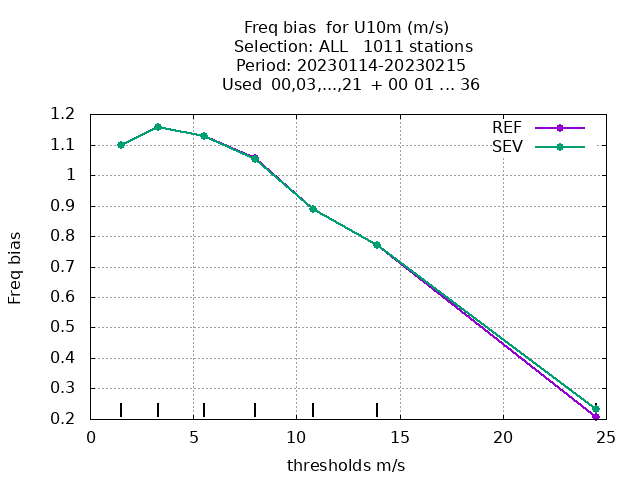 Freq bias  for U10m (m/s)
Selection: ALL   1011 stations
Period: 20230114-20230215
Used  00,03,...,21  + 00 01 ... 36
REF
SEV
Freq bias
1.2
1.1
1
0.9
0.8
0.7
0.6
0.5
0.4
0.3
0.2
0 5 10 15 20 25
thresholds m/s